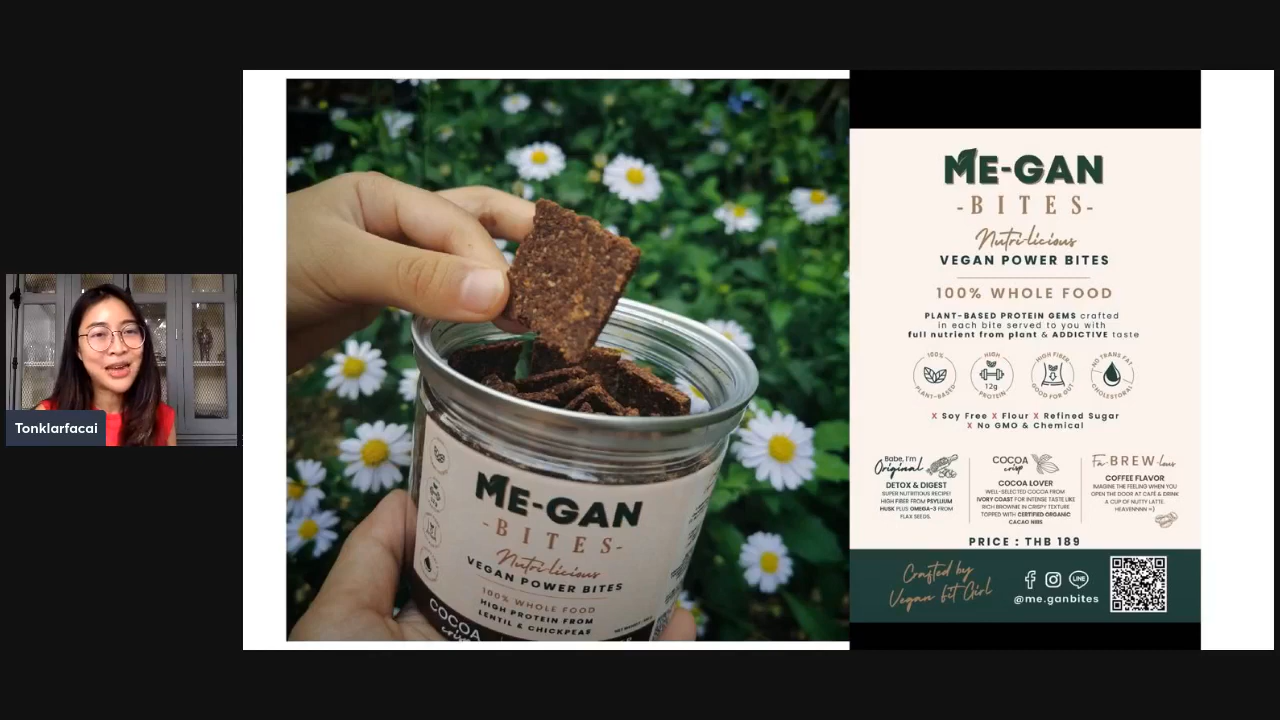 Tonklarfacai
ME-GAN
-BITES-
Nutri-licious
VEGAN POWER BITES
100% WHOLE FOOD
HIGH PROTEIN FROM
LENTIL & CHICKPEAS
COCOA
crisp
ME-GAN
-BITES-
Nutri-licious
VEGAN POWER BITES
100% WHOLE FOOD
PLANT-BASED PROTEIN GEMS crafted
in each bite served to you with
full nutrient from plant & ADDICTIVE taste
100%
PLANT-BASED
HIGH
12g
PROTEIN
HIGH FIBER
GOOD FOR GUT
NO TRANS FAT
CHOLESTORAL
X Soy Free X Flour X Refined Sugar
X No GMO & Chemical
Babe, I'm
Original
DETOX & DIGEST
SUPER NUTRITIOUS RECIPE!
HIGH FIBER FROM PSYLLIUM
HUSK PLUS OMEGA-3 FROM
FLAX SEEDS.
COCOA
crisp
COCOA LOVER
WELL-SELECTED COCOA FROM
IVORY COAST FOR INTENSE TASTE LIKE
RICH BROWNIE IN CRISPY TEXTURE
TOPPED WITH CERTIFIED ORGANIC
CACAO NIBS
Fa-BREW-lous
COFFEE FLAVOR
IMAGINE THE FEELING WHEN YOU
OPEN THE DOOR AT CAFÉ & DRINK
A CUP OF NUTTY LATTE.
HEAVENNNN =)
PRICE : THB 189
Crafted by
Vegan Fit Girl
LINE
@me.ganbites